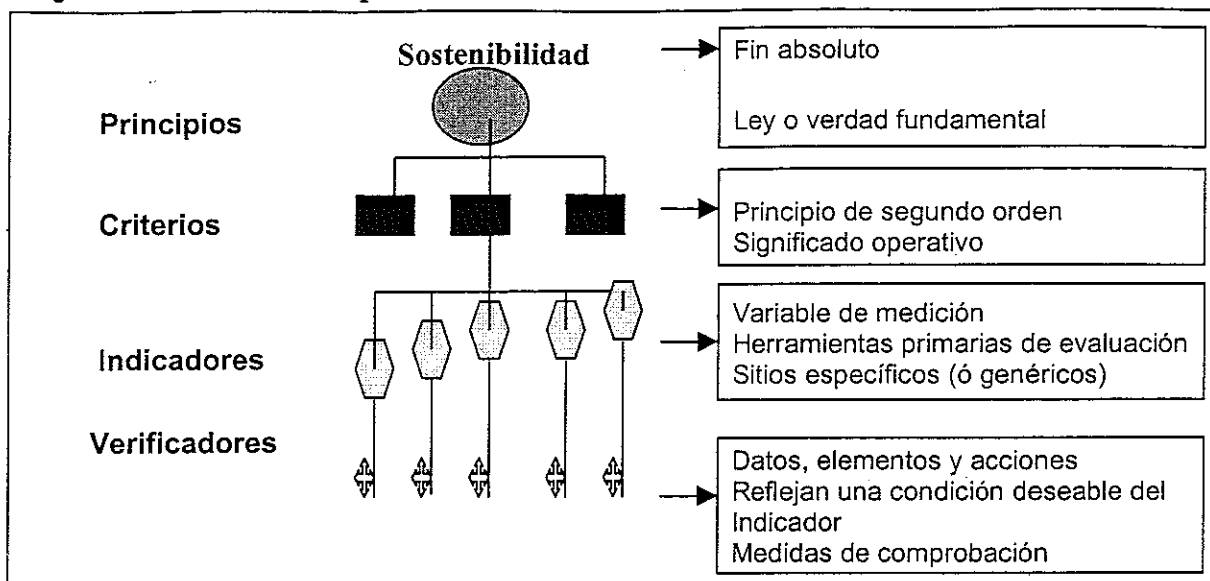 Sostenibilidad
Fin absoluto
Principios
Ley o verdad fundamental
Criterios
Principio de segundo orden
Significado operativo
Variable de medición
Indicadores
Herramientas primarias de evaluación
Sitios específicos (ó genéricos)
Verificadores
Datos, elementos y acciones
Reflejan una condición deseable del
Indicador
Medidas de comprobación